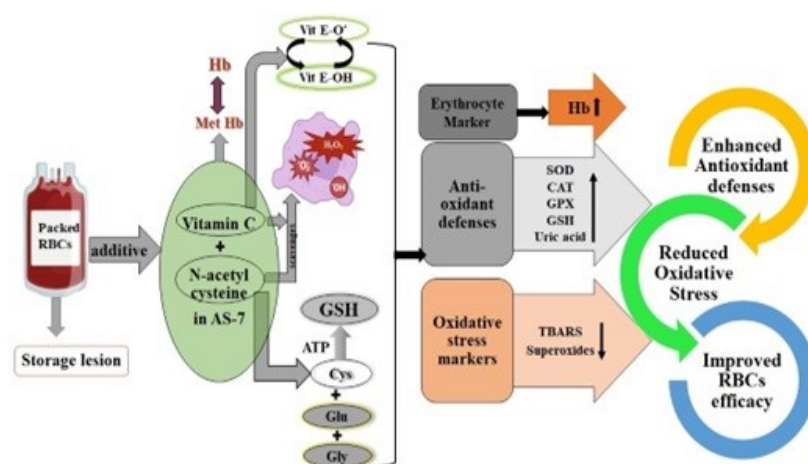 Packed
RBCs
additive
Storage lesion
Hb
Met Hb
Vitamin C
+
N-acetyl
cysteine
in AS-7
scavenges
Vit E-O'
Vit E-OH
H₂O₂
OH
GSH
ATP
Cys
+
Glu
+
Gly
Erythrocyte
Marker
Hb
Anti-
oxidant
defenses
SOD
CAT
GPX
GSH
Uric acid
Oxidative
stress
markers
TBARS
Superoxides
Enhanced
Antioxidant
defenses
Reduced
Oxidative
Stress
Improved
RBCs
efficacy